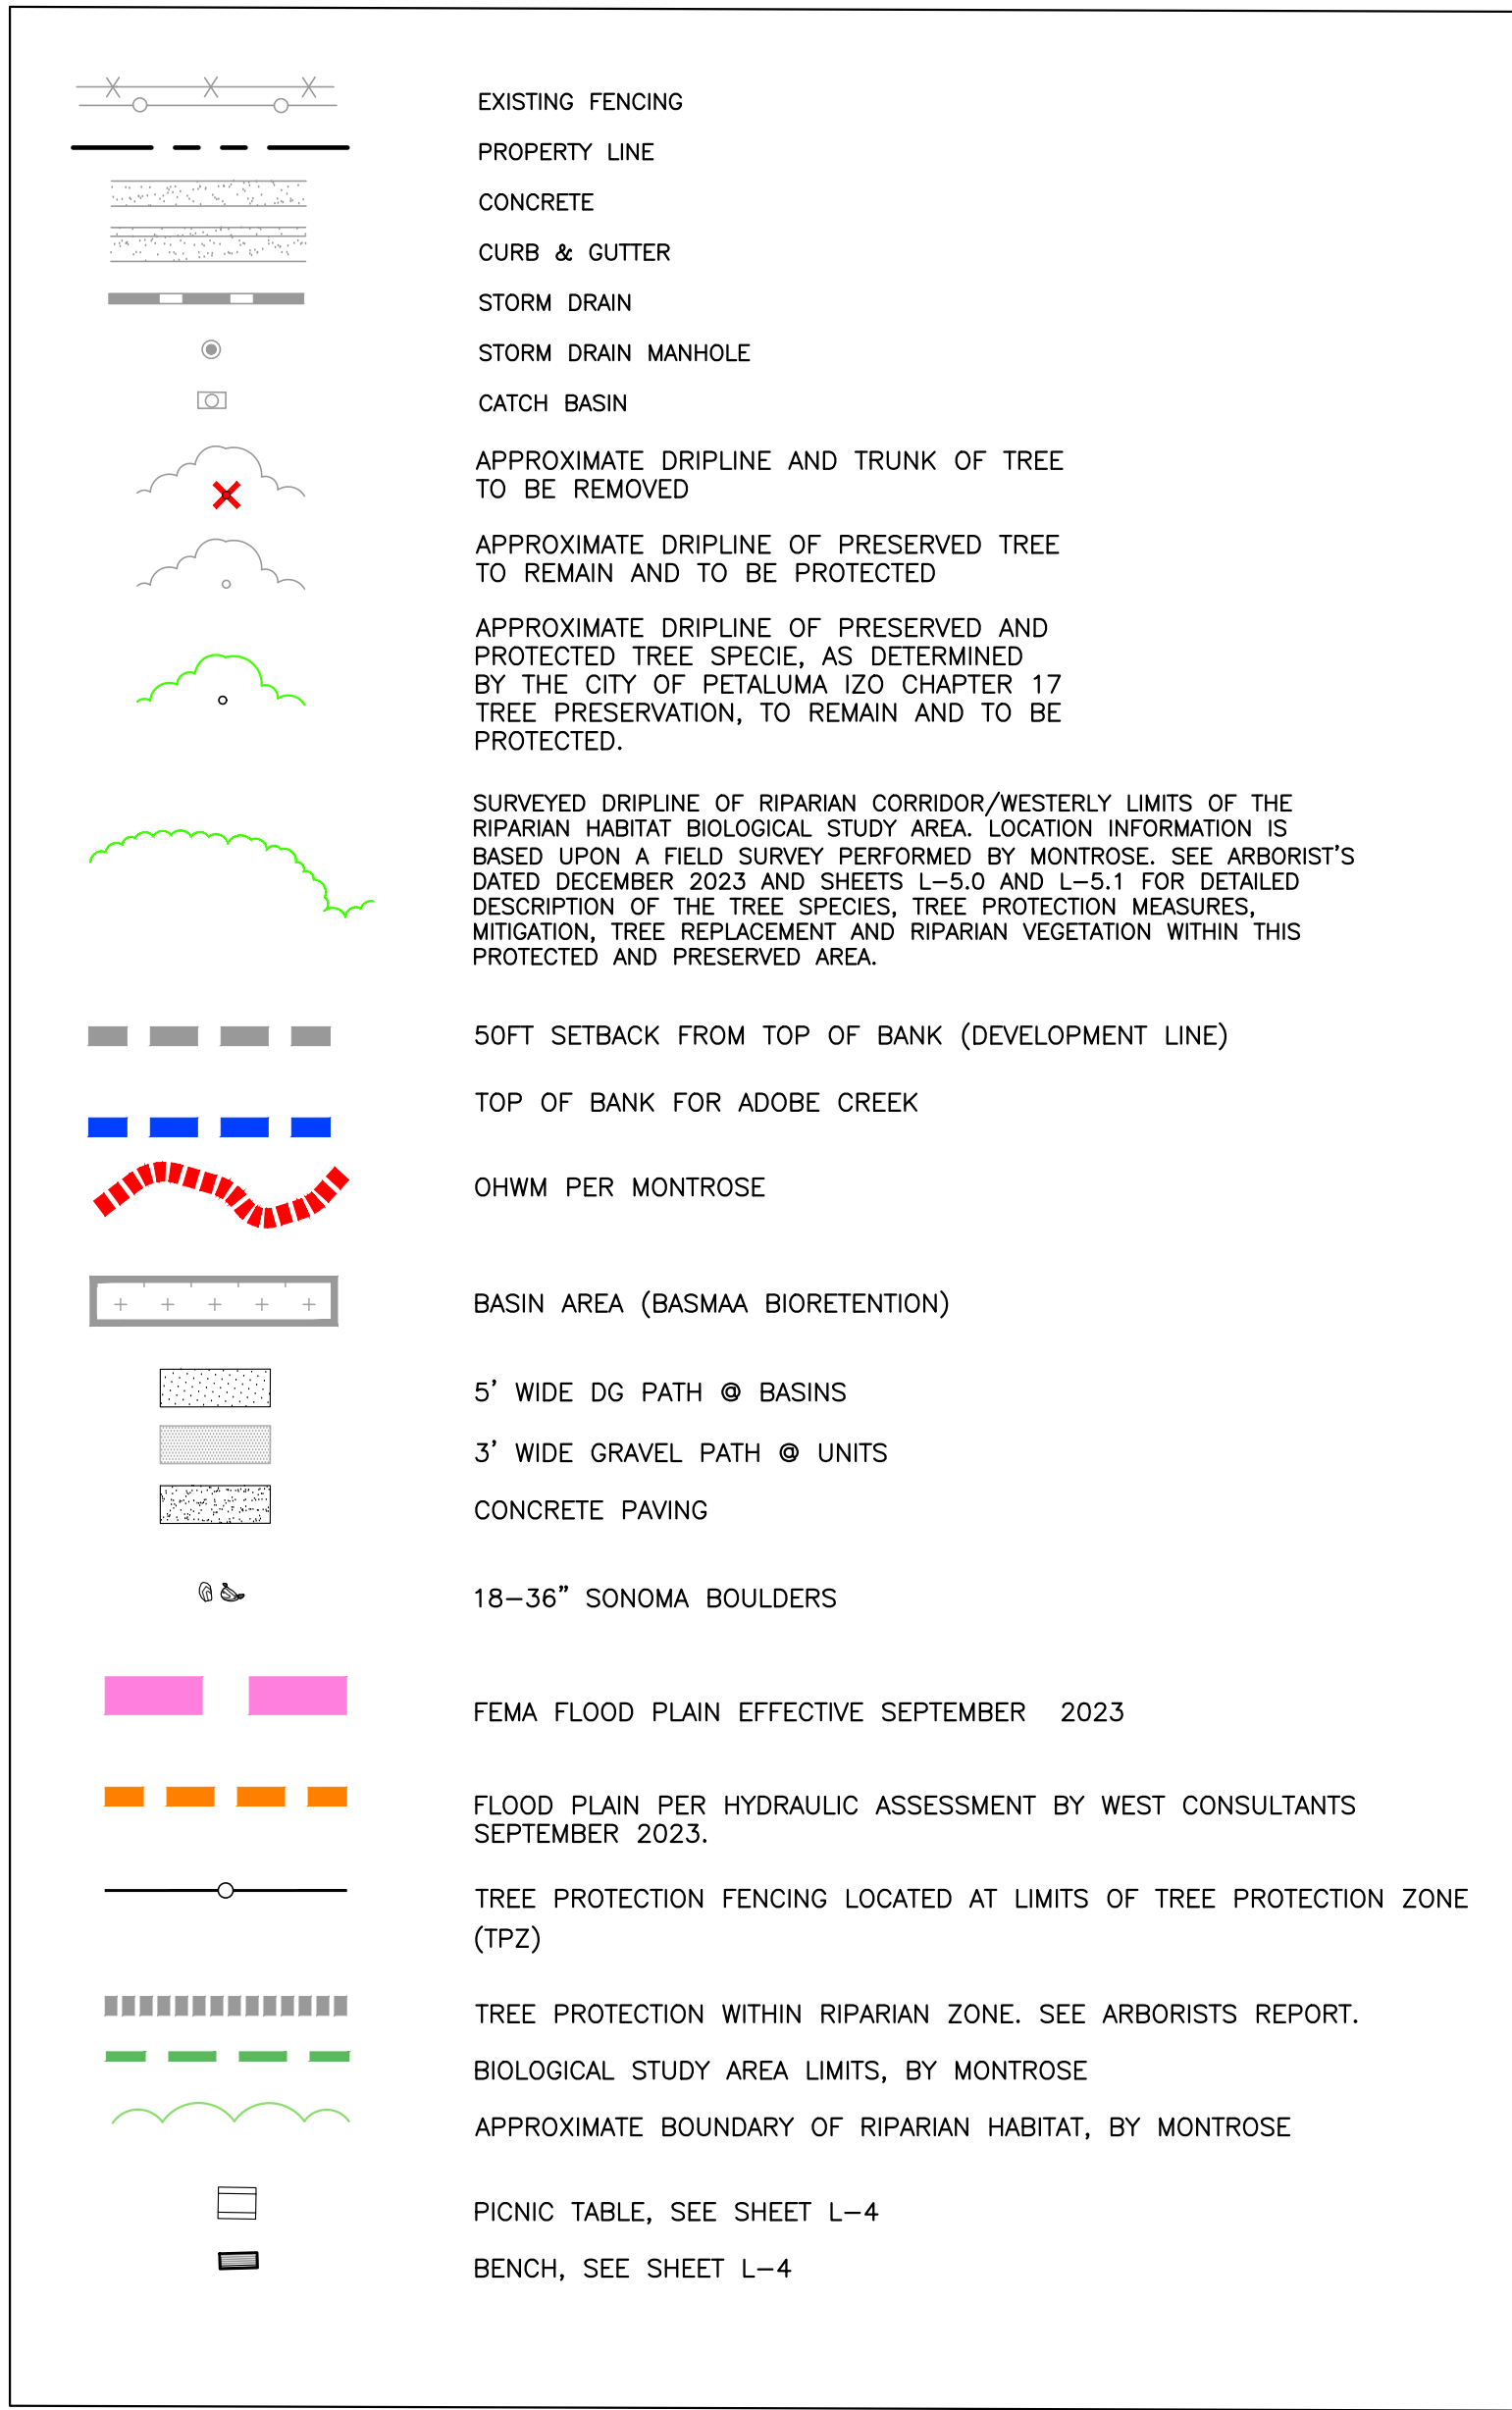 EXISTING FENCING
PROPERTY LINE
CONCRETE
CURB & GUTTER
STORM DRAIN
STORM DRAIN MANHOLE
CATCH BASIN
APPROXIMATE DRIPLINE AND TRUNK OF TREE
TO BE REMOVED
APPROXIMATE DRIPLINE OF PRESERVED TREE
TO REMAIN AND TO BE PROTECTED
APPROXIMATE DRIPLINE OF PRESERVED AND
PROTECTED TREE SPECIE, AS DETERMINED
BY THE CITY OF PETALUMA IZO CHAPTER 17
TREE PRESERVATION, TO REMAIN AND TO BE
PROTECTED.
SURVEYED DRIPLINE OF RIPARIAN CORRIDOR/WESTERLY LIMITS OF THE
RIPARIAN HABITAT BIOLOGICAL STUDY AREA. LOCATION INFORMATION IS
BASED UPON A FIELD SURVEY PERFORMED BY MONTROSE. SEE ARBORIST'S
DATED DECEMBER 2023 AND SHEETS L-5.0 AND L-5.1 FOR DETAILED
DESCRIPTION OF THE TREE SPECIES, TREE PROTECTION MEASURES,
MITIGATION, TREE REPLACEMENT AND RIPARIAN VEGETATION WITHIN THIS
PROTECTED AND PRESERVED AREA.
50FT SETBACK FROM TOP OF BANK (DEVELOPMENT LINE)
TOP OF BANK FOR ADOBE CREEK
OHWM PER MONTROSE
BASIN AREA (BASMAA BIORETENTION)
5' WIDE DG PATH @ BASINS
3' WIDE GRAVEL PATH @ UNITS
CONCRETE PAVING
18-36" SONOMA BOULDERS
FEMA FLOOD PLAIN EFFECTIVE SEPTEMBER 2023
FLOOD PLAIN PER HYDRAULIC ASSESSMENT BY WEST CONSULTANTS
SEPTEMBER 2023.
TREE PROTECTION FENCING LOCATED AT LIMITS OF TREE PROTECTION ZONE
(TPZ)
TREE PROTECTION WITHIN RIPARIAN ZONE. SEE ARBORISTS REPORT.
BIOLOGICAL STUDY AREA LIMITS, BY MONTROSE
APPROXIMATE BOUNDARY OF RIPARIAN HABITAT, BY MONTROSE
PICNIC TABLE, SEE SHEET L-4
BENCH, SEE SHEET L-4